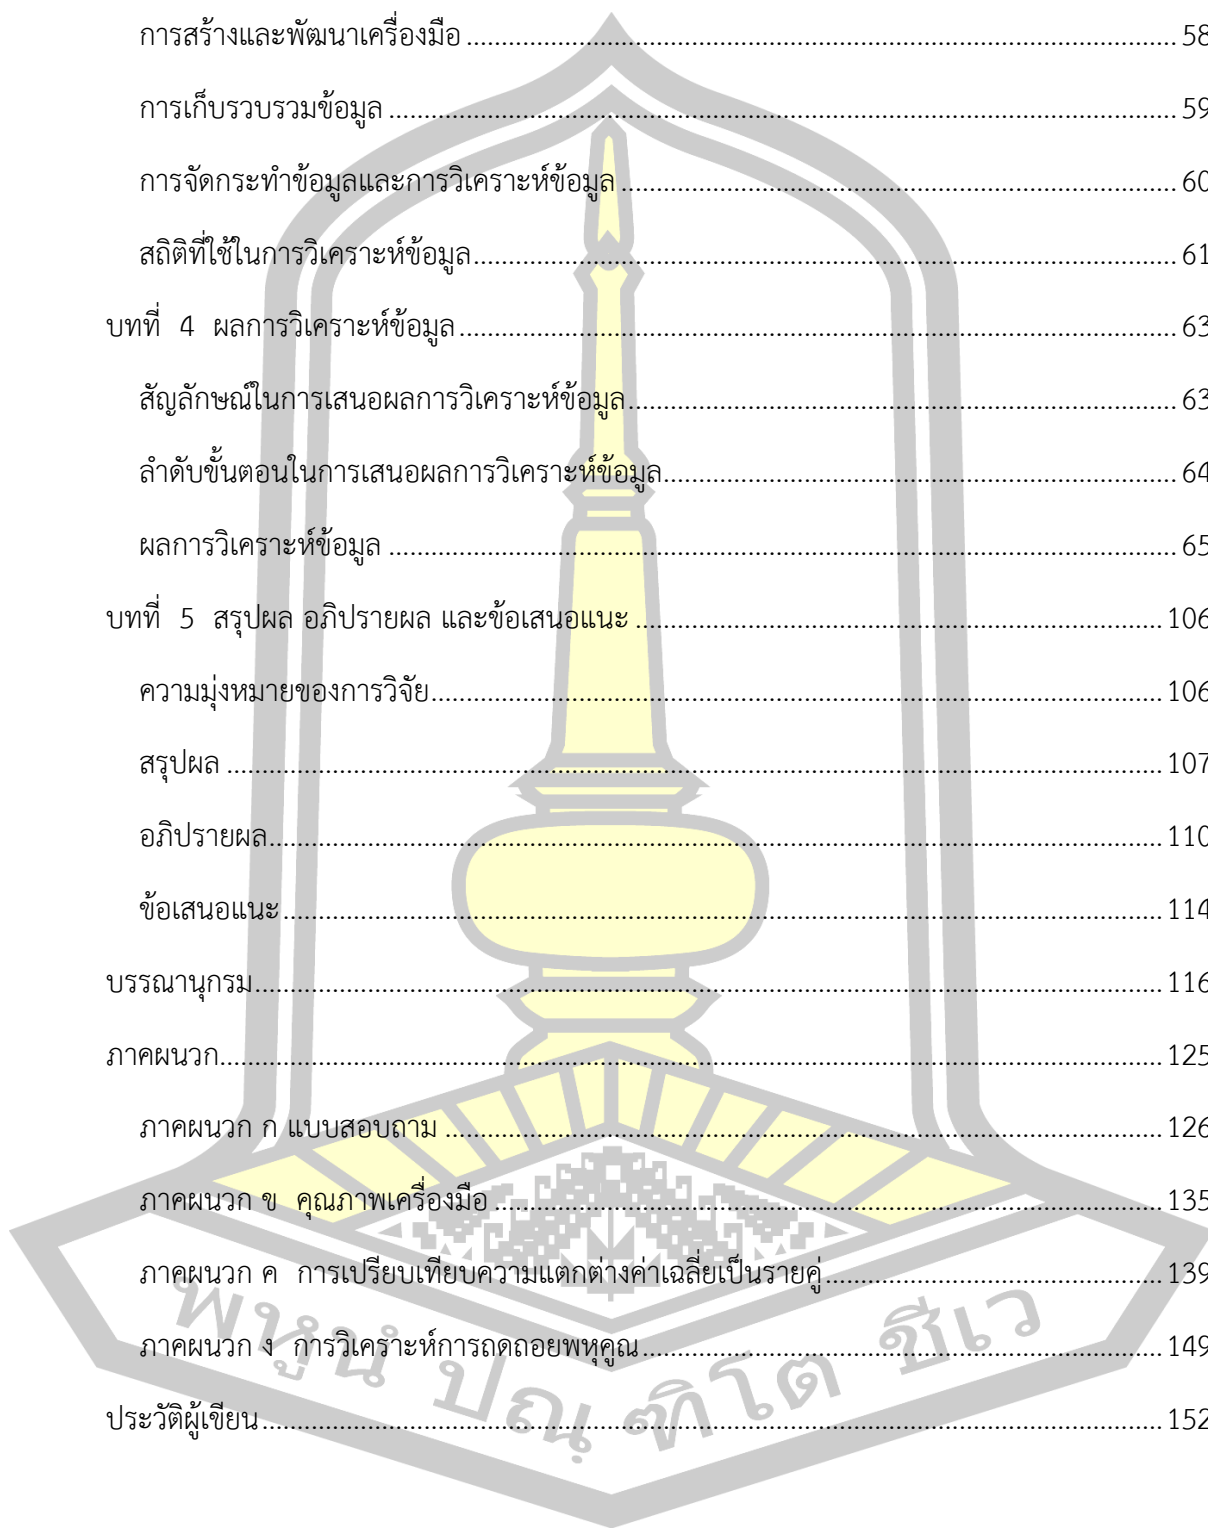 การสร้างและพัฒนาเครื่องมือ .......... 58
การเก็บรวบรวมข้อมูล .......... 59
การจัดกระทำข้อมูลและการวิเคราะห์ข้อมูล .......... 60
สถิติที่ใช้ในการวิเคราะห์ข้อมูล .......... 61
บทที่ 4 ผลการวิเคราะห์ข้อมูล .......... 63
สัญลักษณ์ในการเสนอผลการวิเคราะห์ข้อมูล .......... 63
ลำดับขั้นตอนในการเสนอผลการวิเคราะห์ข้อมูล .......... 64
ผลการวิเคราะห์ข้อมูล .......... 65
บทที่ 5 สรุปผล อภิปรายผล และข้อเสนอแนะ .......... 106
ความมุ่งหมายของการวิจัย .......... 106
สรุปผล .......... 107
อภิปรายผล .......... 110
ข้อเสนอแนะ .......... 114
บรรณานุกรม .......... 116
ภาคผนวก .......... 125
ภาคผนวก ก แบบสอบถาม .......... 126
ภาคผนวก ข คุณภาพเครื่องมือ .......... 135
ภาคผนวก ค การเปรียบเทียบความแตกต่างค่าเฉลี่ยเป็นรายคู่ .......... 139
ภาคผนวก ง การวิเคราะห์การถดถอยพหุคูณ .......... 149
ประวัติผู้เขียน .......... 152
พหูนํ ปณฺฑิโต ชีเว